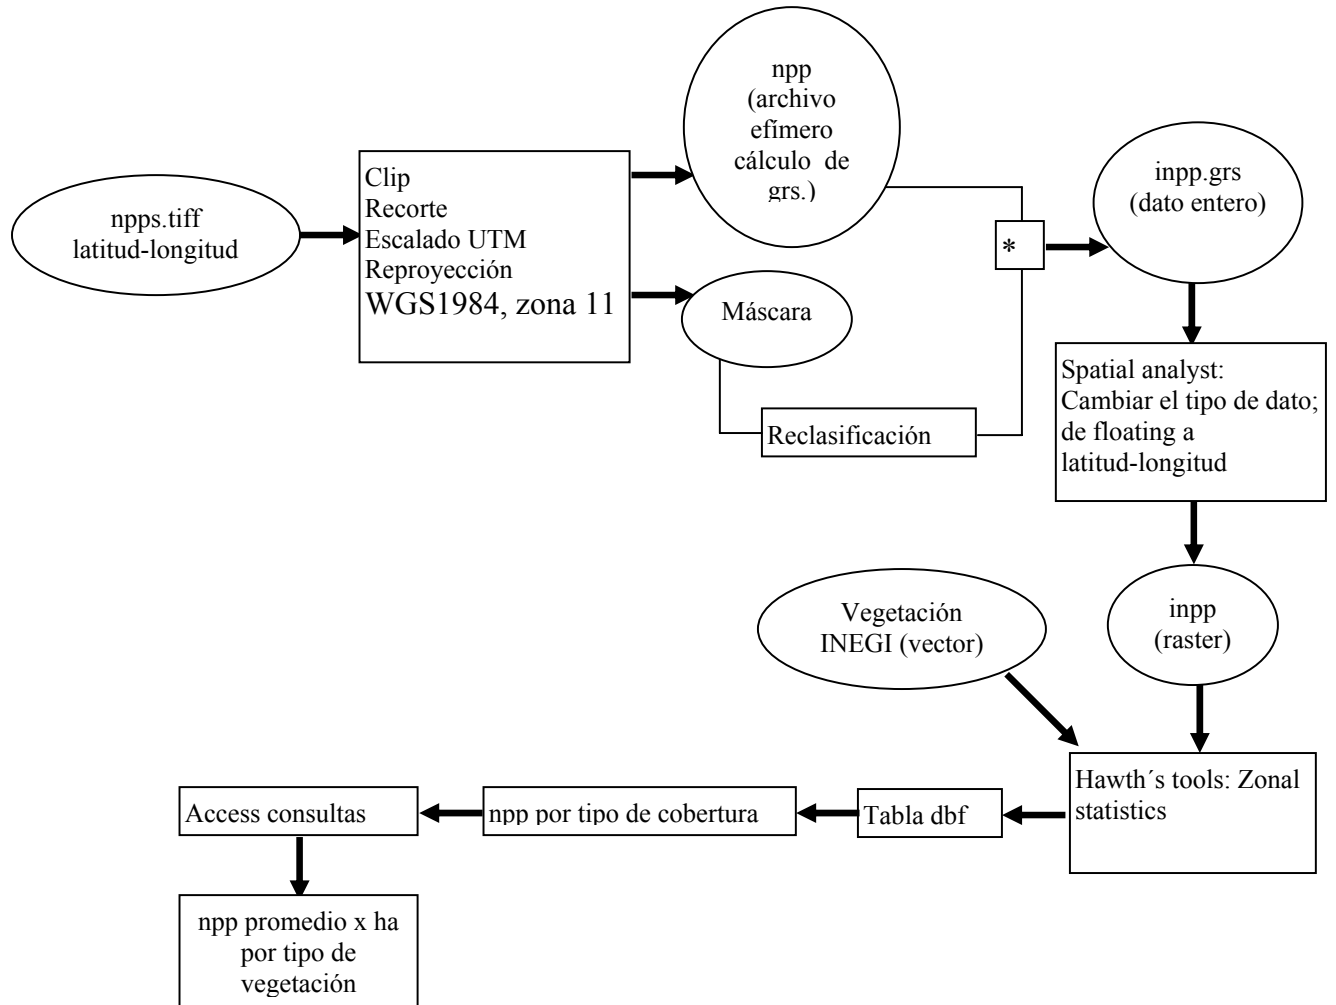 npps.tiff
latitud-longitud
Clip
Recorte
Escalado UTM
Reproyección
WGS1984, zona 11
npp
(archivo
efímero
cálculo de
grs.)
Máscara
Reclasificación
*
inpp.grs
(dato entero)
Spatial analyst:
Cambiar el tipo de dato;
de floating a
latitud-longitud
inpp
(raster)
Vegetación
INEGI (vector)
Hawth´s tools: Zonal
statistics
Tabla dbf
npp por tipo de cobertura
Access consultas
npp promedio x ha
por tipo de
vegetación